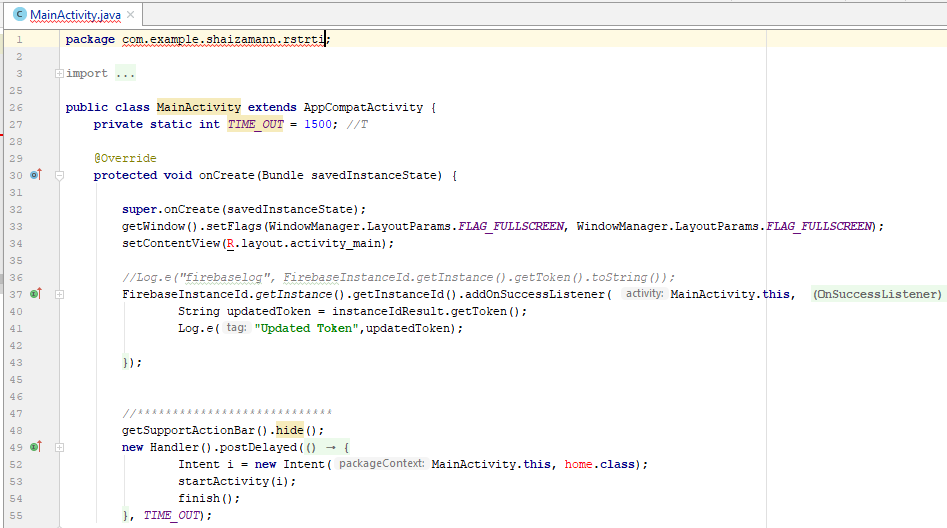 MainActivity.java
1 package com.example.shaizamann.rstrti;
2
3 import ...
25
26 public class MainActivity extends AppCompatActivity {
27 private static int TIME_OUT = 1500; //T
28
29 @Override
30 protected void onCreate(Bundle savedInstanceState) {
31
32 super.onCreate(savedInstanceState);
33 getWindow().setFlags(WindowManager.LayoutParams.FLAG_FULLSCREEN, WindowManager.LayoutParams.FLAG_FULLSCREEN);
34 setContentView(R.layout.activity_main);
35
36 //Log.e("firebaselog", FirebaseInstanceId.getInstance().getToken().toString());
37 FirebaseInstanceId.getInstance().getInstanceId().addOnSuccessListener( activity: MainActivity.this, (OnSuccessListener)
40 String updatedToken = instanceIdResult.getToken();
41 Log.e( tag: "Updated Token",updatedToken);
42
43 });
45
46
47 //****************************
48 getSupportActionBar().hide();
49 new Handler().postDelayed(() → {
52 Intent i = new Intent( packageContext: MainActivity.this, home.class);
53 startActivity(i);
54 finish();
55 }, TIME_OUT);